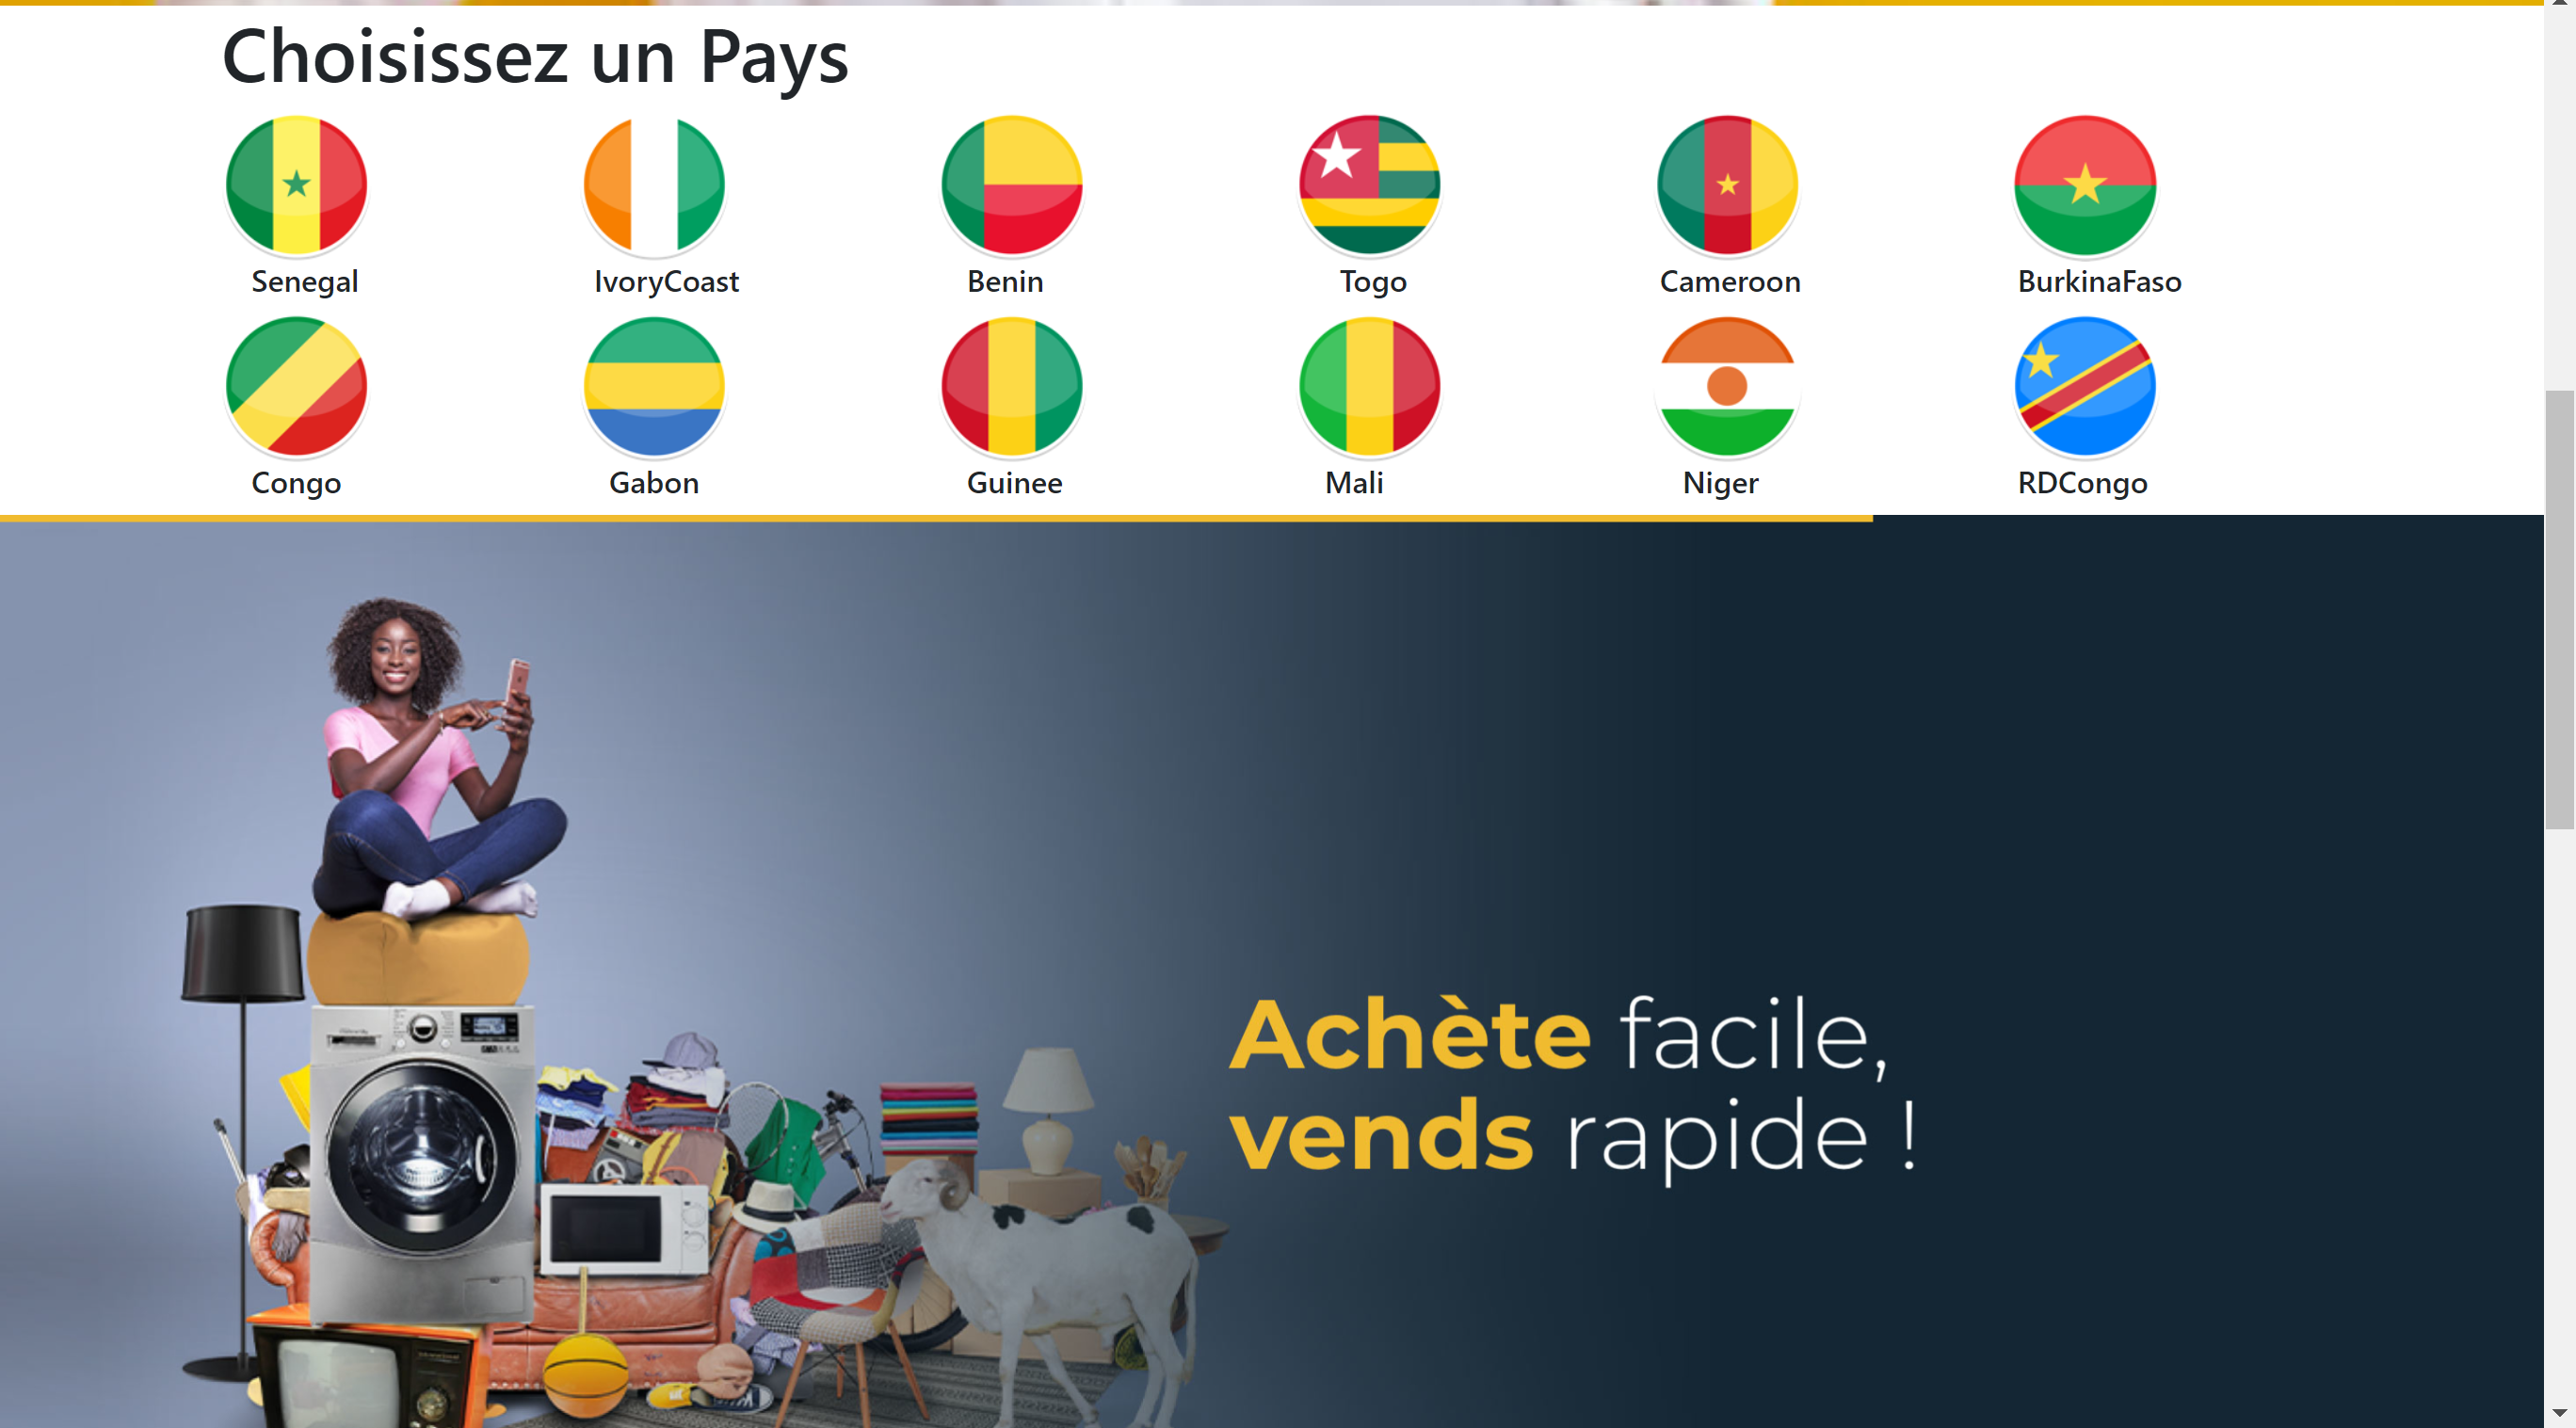 Choisissez un Pays
Senegal IvoryCoast Benin Togo Cameroon BurkinaFaso
Congo Gabon Guinee Mali Niger RDCongo
Achète facile,
vends rapide !